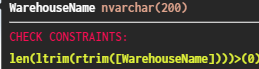 WarehouseName nvarchar(200)
CHECK CONSTRAINTS:
len(ltrim(rtrim([WarehouseName])))>(0)